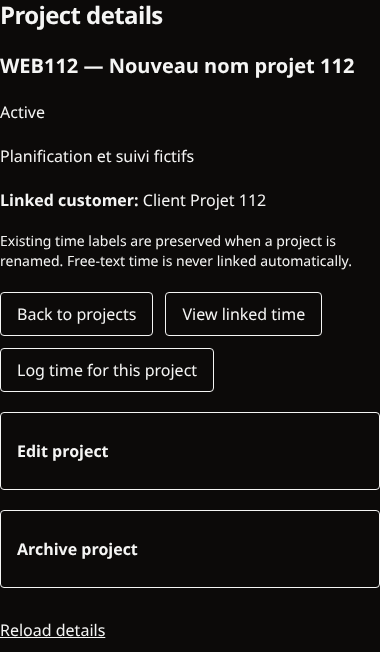 Project details
WEB112 — Nouveau nom projet 112
Active
Planification et suivi fictifs
Linked customer: Client Projet 112
Existing time labels are preserved when a project is
renamed. Free-text time is never linked automatically.
Back to projects
View linked time
Log time for this project
Edit project
Archive project
Reload details